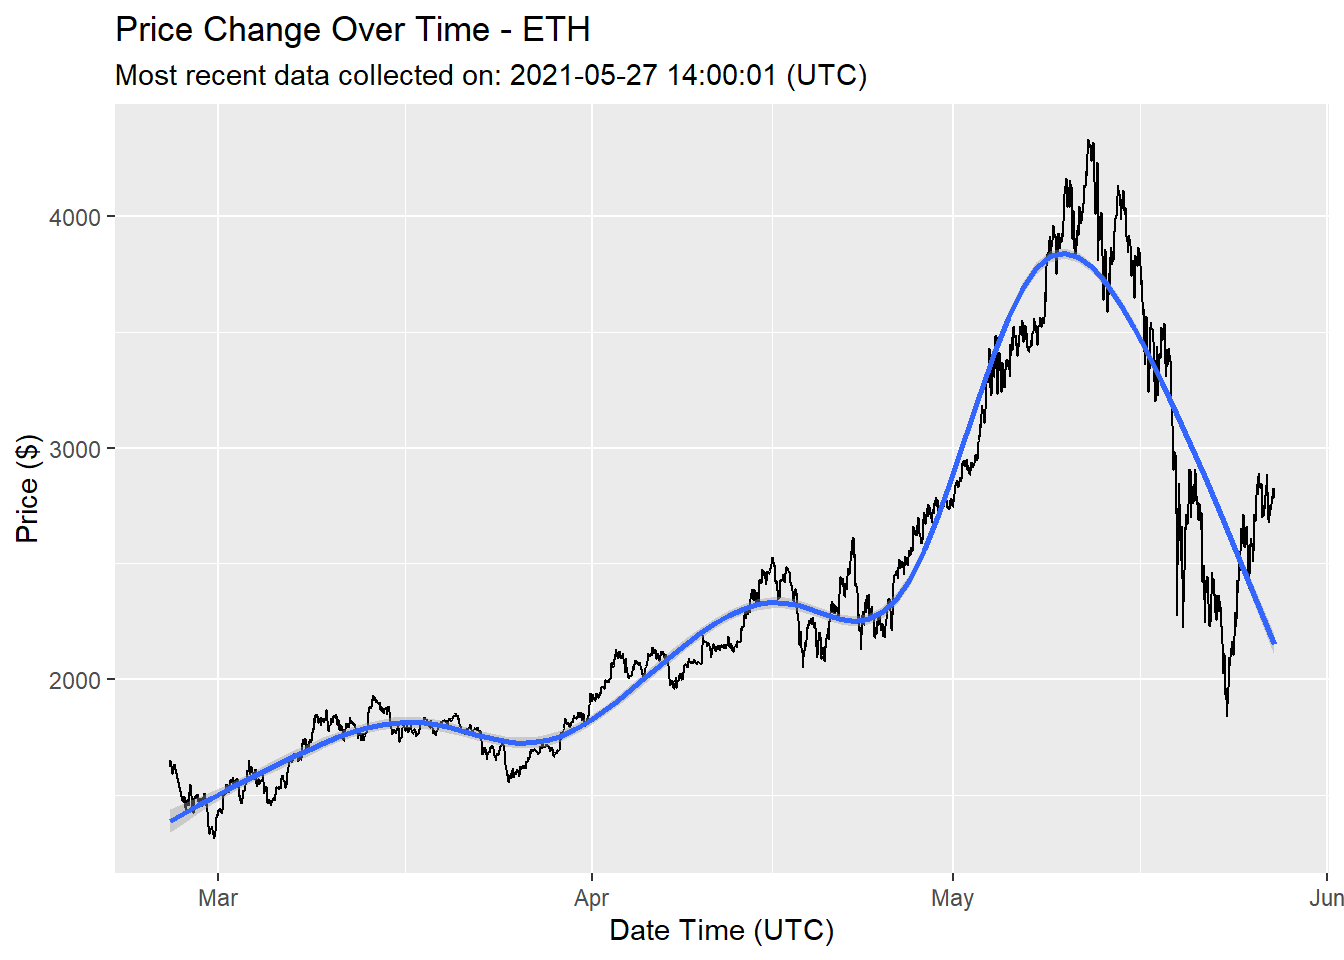 Price Change Over Time - ETH
Most recent data collected on: 2021-05-27 14:00:01 (UTC)
Price ($)
4000
3000
2000
Mar
Apr
May
Jun
Date Time (UTC)